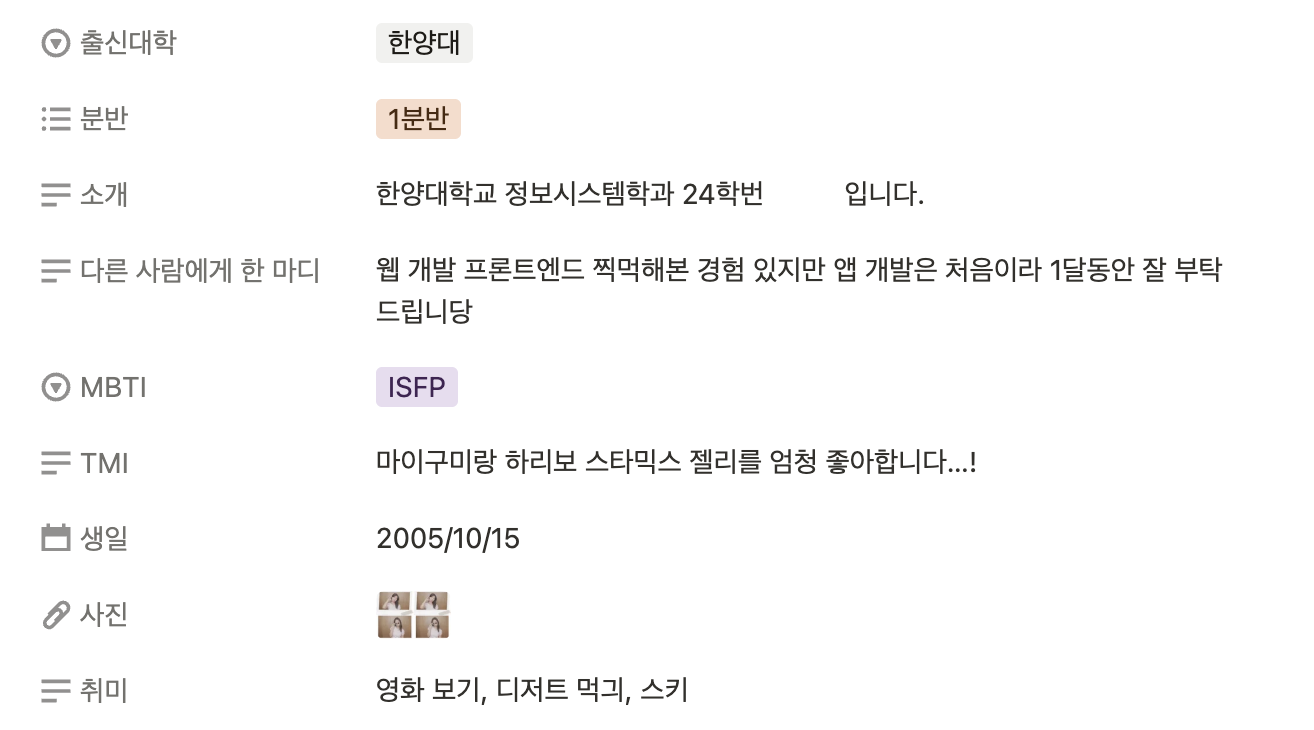 출신대학 한양대
분반 1분반
소개 한양대학교 정보시스템학과 24학번 입니다.
다른 사람에게 한 마디 웹 개발 프론트엔드 찍먹해본 경험 있지만 앱 개발은 처음이라 1달동안 잘 부탁
드립니당
MBTI ISFP
TMI 마이구미랑 하리보 스타믹스 젤리를 엄청 좋아합니다...!
생일 2005/10/15
사진
취미 영화 보기, 디저트 먹긔, 스키